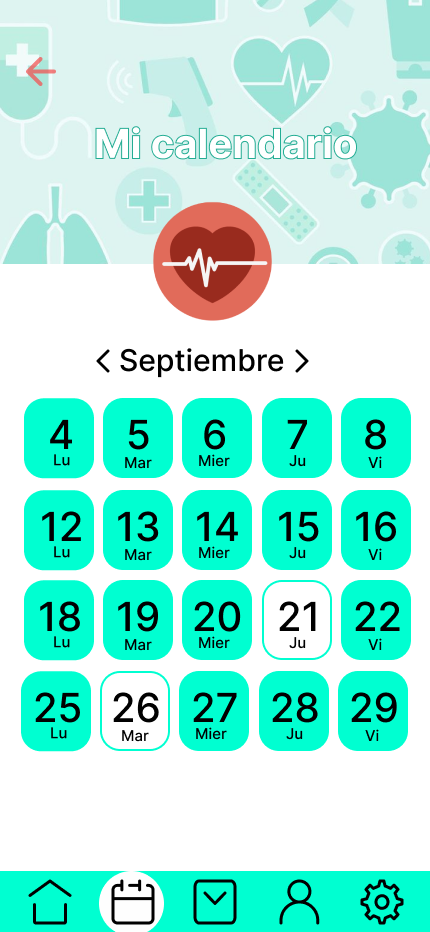 Mi calendario
Septiembre
4 5 6 7 8
Lu Mar Mier Ju Vi
12 13 14 15 16
Lu Mar Mier Ju Vi
18 19 20 21 22
Lu Mar Mier Ju Vi
25 26 27 28 29
Lu Mar Mier Ju Vi